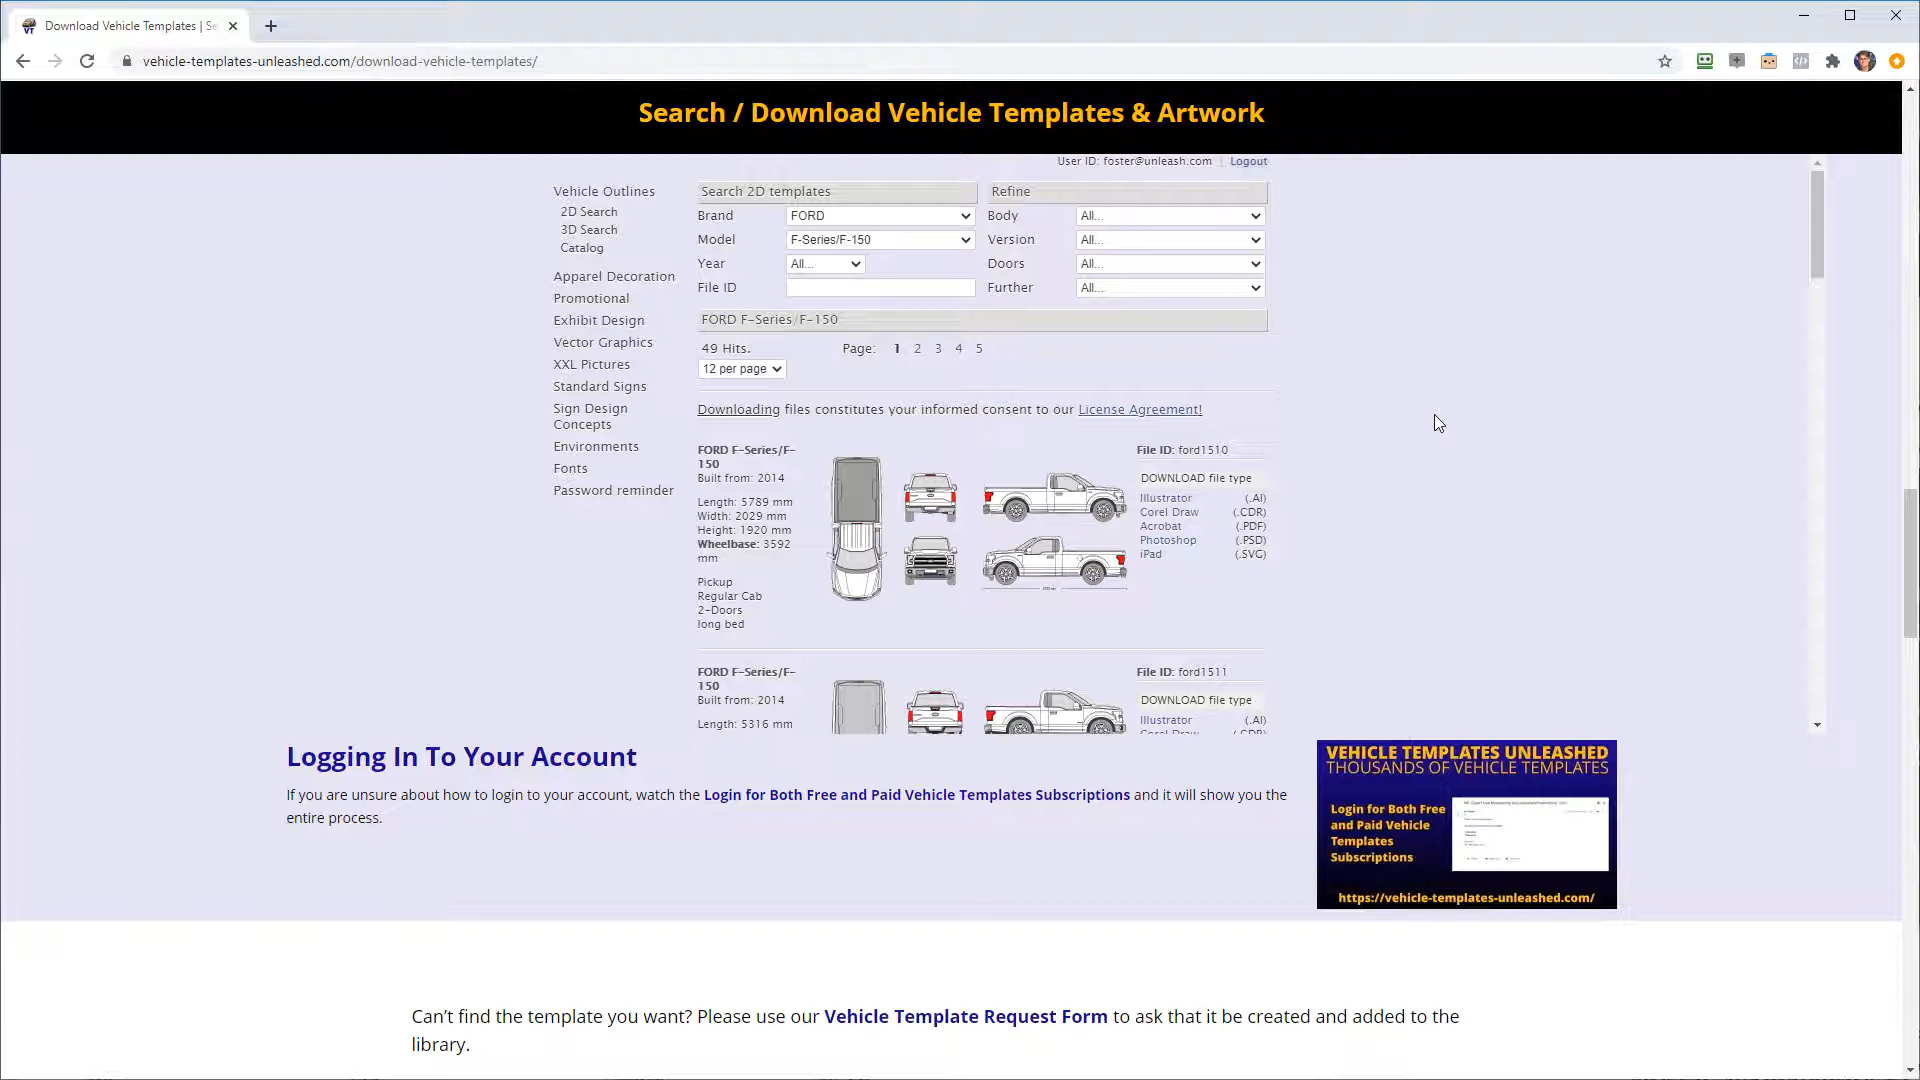 Download Vehicle Templates | Se
vehicle-templates-unleashed.com/download-vehicle-templates/
Search / Download Vehicle Templates & Artwork
User ID: foster@unleash.com | Logout
Vehicle Outlines
2D Search
3D Search
Catalog
Apparel Decoration
Promotional
Exhibit Design
Vector Graphics
XXL Pictures
Standard Signs
Sign Design
Concepts
Environments
Fonts
Password reminder
Search 2D templates
Brand FORD
Model F-Series/F-150
Year All...
File ID
Refine
Body All...
Version All...
Doors All...
Further All...
FORD F-Series/F-150
49 Hits. Page: 1 2 3 4 5
12 per page
Downloading files constitutes your informed consent to our License Agreement!
FORD F-Series/F-
150
Built from: 2014
Length: 5789 mm
Width: 2029 mm
Height: 1920 mm
Wheelbase: 3592
mm
Pickup
Regular Cab
2-Doors
long bed
File ID: ford1510
DOWNLOAD file type
Illustrator (.AI)
Corel Draw (.CDR)
Acrobat (.PDF)
Photoshop (.PSD)
iPad (.SVG)
FORD F-Series/F-
150
Built from: 2014
Length: 5316 mm
File ID: ford1511
DOWNLOAD file type
Illustrator (.AI)
Corel Draw (.CDR)
Logging In To Your Account
If you are unsure about how to login to your account, watch the Login for Both Free and Paid Vehicle Templates Subscriptions and it will show you the
entire process.
VEHICLE TEMPLATES UNLEASHED
THOUSANDS OF VEHICLE TEMPLATES
Login for Both Free
and Paid Vehicle
Templates
Subscriptions
https://vehicle-templates-unleashed.com/
Can't find the template you want? Please use our Vehicle Template Request Form to ask that it be created and added to the
library.